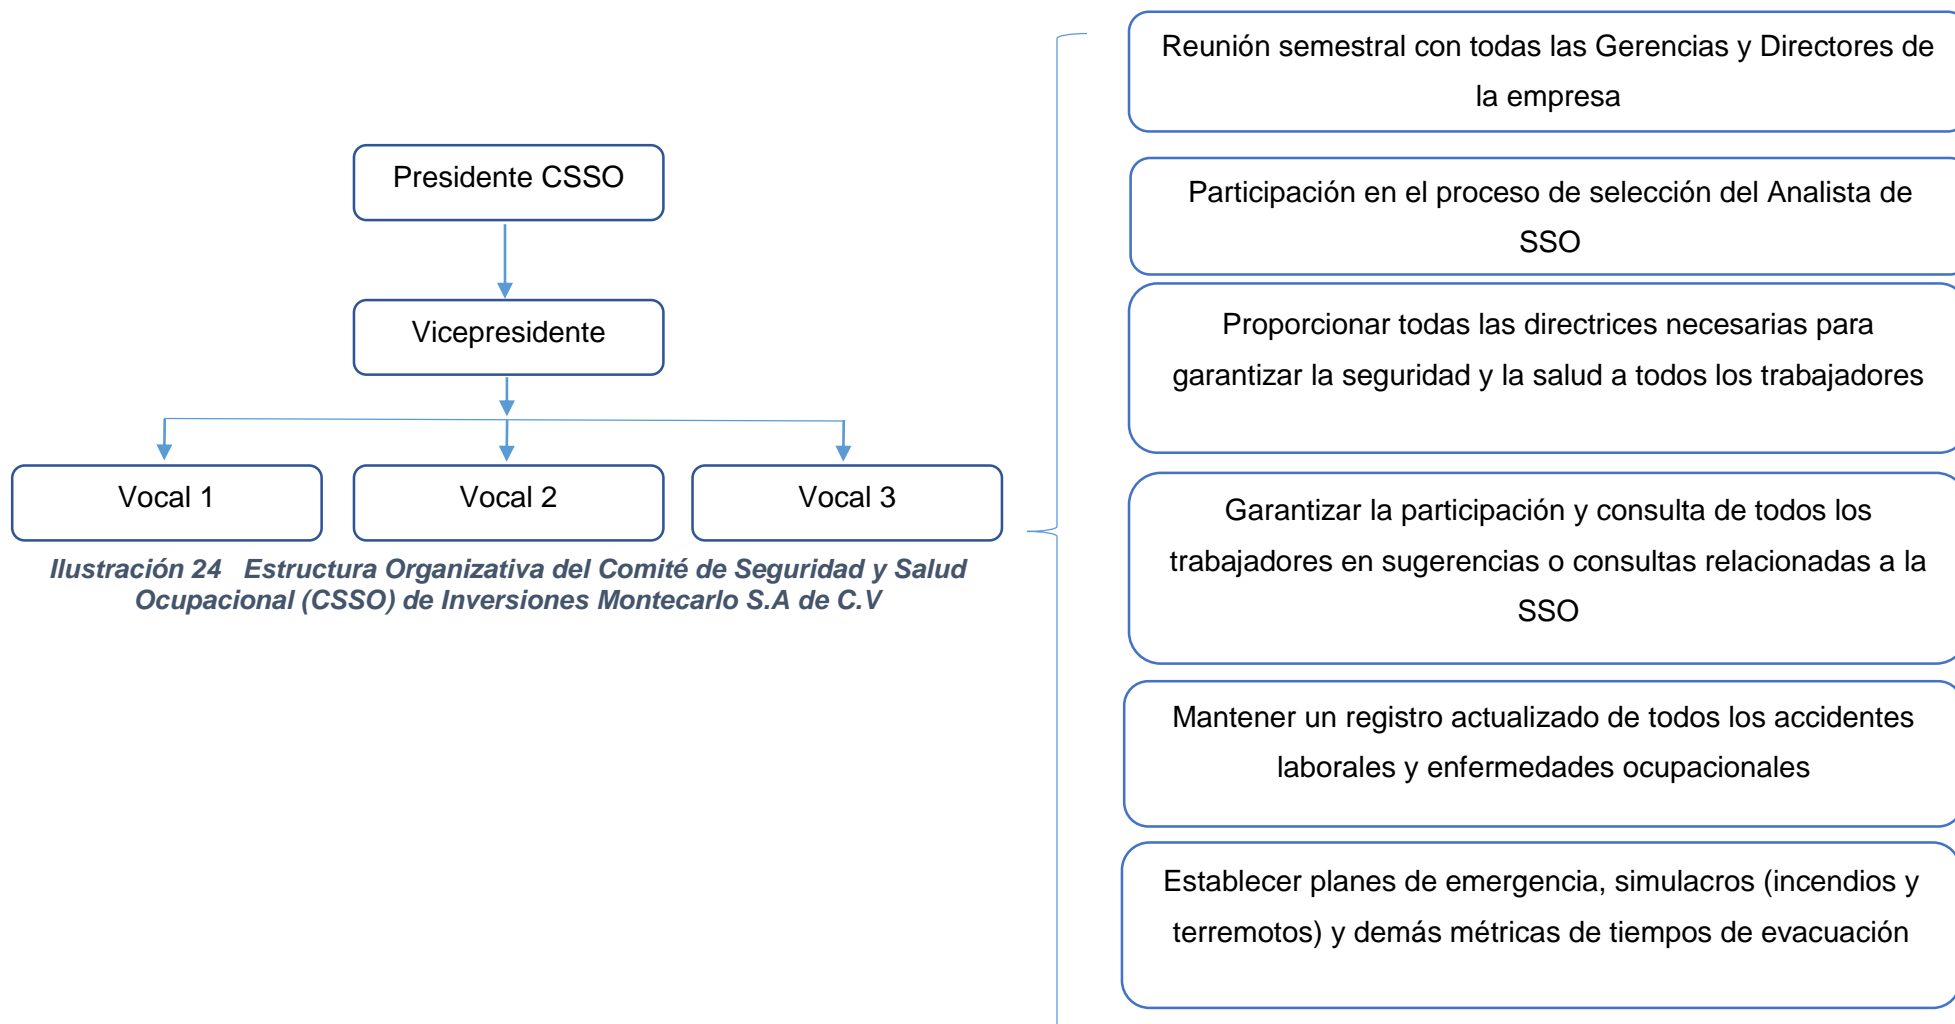 Presidente CSSO
Vicepresidente
Vocal 1
Vocal 2
Vocal 3
Ilustración 24 Estructura Organizativa del Comité de Seguridad y Salud
Ocupacional (CSSO) de Inversiones Montecarlo S.A de C.V
Reunión semestral con todas las Gerencias y Directores de
la empresa
Participación en el proceso de selección del Analista de
SSO
Proporcionar todas las directrices necesarias para
garantizar la seguridad y la salud a todos los trabajadores
Garantizar la participación y consulta de todos los
trabajadores en sugerencias o consultas relacionadas a la
SSO
Mantener un registro actualizado de todos los accidentes
laborales y enfermedades ocupacionales
Establecer planes de emergencia, simulacros (incendios y
terremotos) y demás métricas de tiempos de evacuación